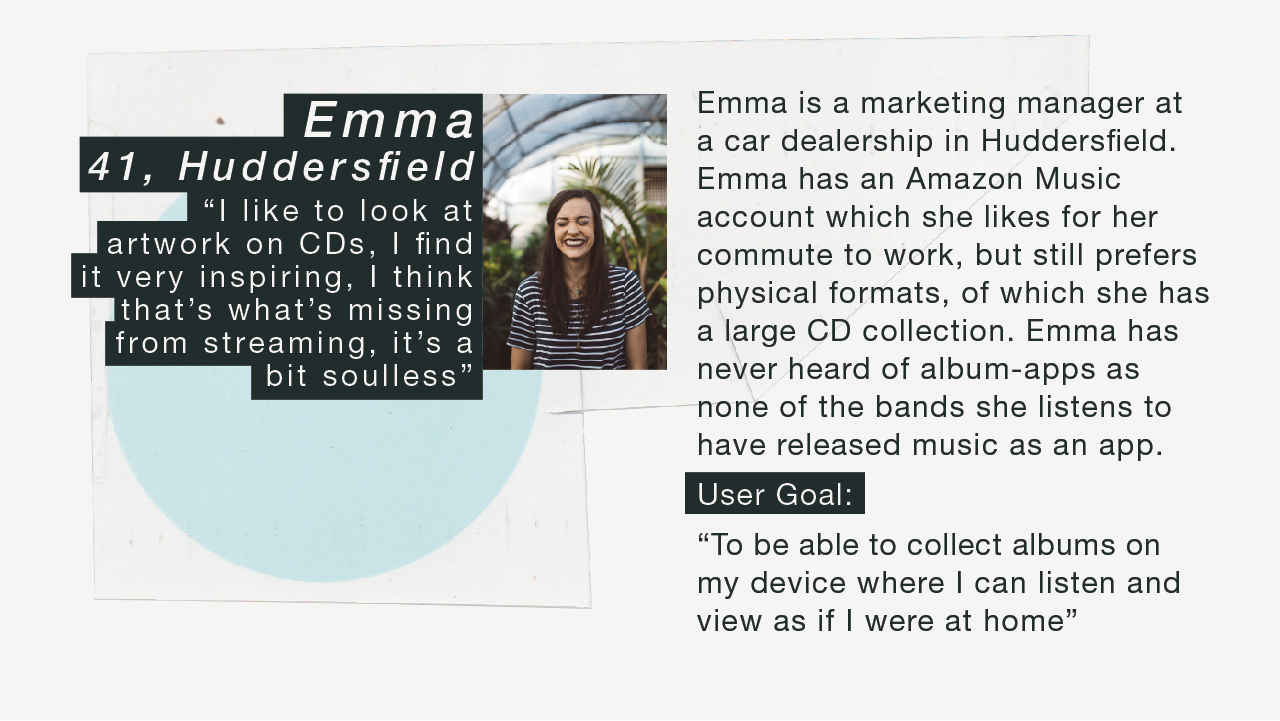 Emma
41, Huddersfield
“I like to look at
artwork on CDs, I find
it very inspiring, I think
that’s what’s missing
from streaming, it’s a
bit soulless”
Emma is a marketing manager at
a car dealership in Huddersfield.
Emma has an Amazon Music
account which she likes for her
commute to work, but still prefers
physical formats, of which she has
a large CD collection. Emma has
never heard of album-apps as
none of the bands she listens to
have released music as an app.
User Goal:
“To be able to collect albums on
my device where I can listen and
view as if I were at home”